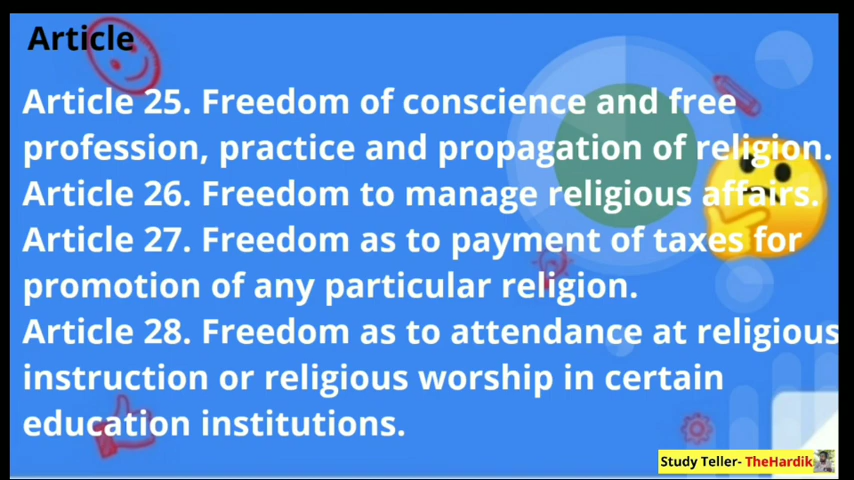 Article
Article 25. Freedom of conscience and free
profession, practice and propagation of religion.
Article 26. Freedom to manage religious affairs.
Article 27. Freedom as to payment of taxes for
promotion of any particular religion.
Article 28. Freedom as to attendance at religious
instruction or religious worship in certain
education institutions.
Study Teller- TheHardik